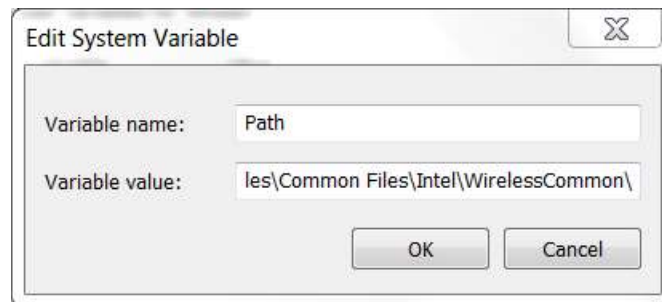 Edit System Variable
Variable name: Path
Variable value: les\Common Files\Intel\WirelessCommon\
OK Cancel